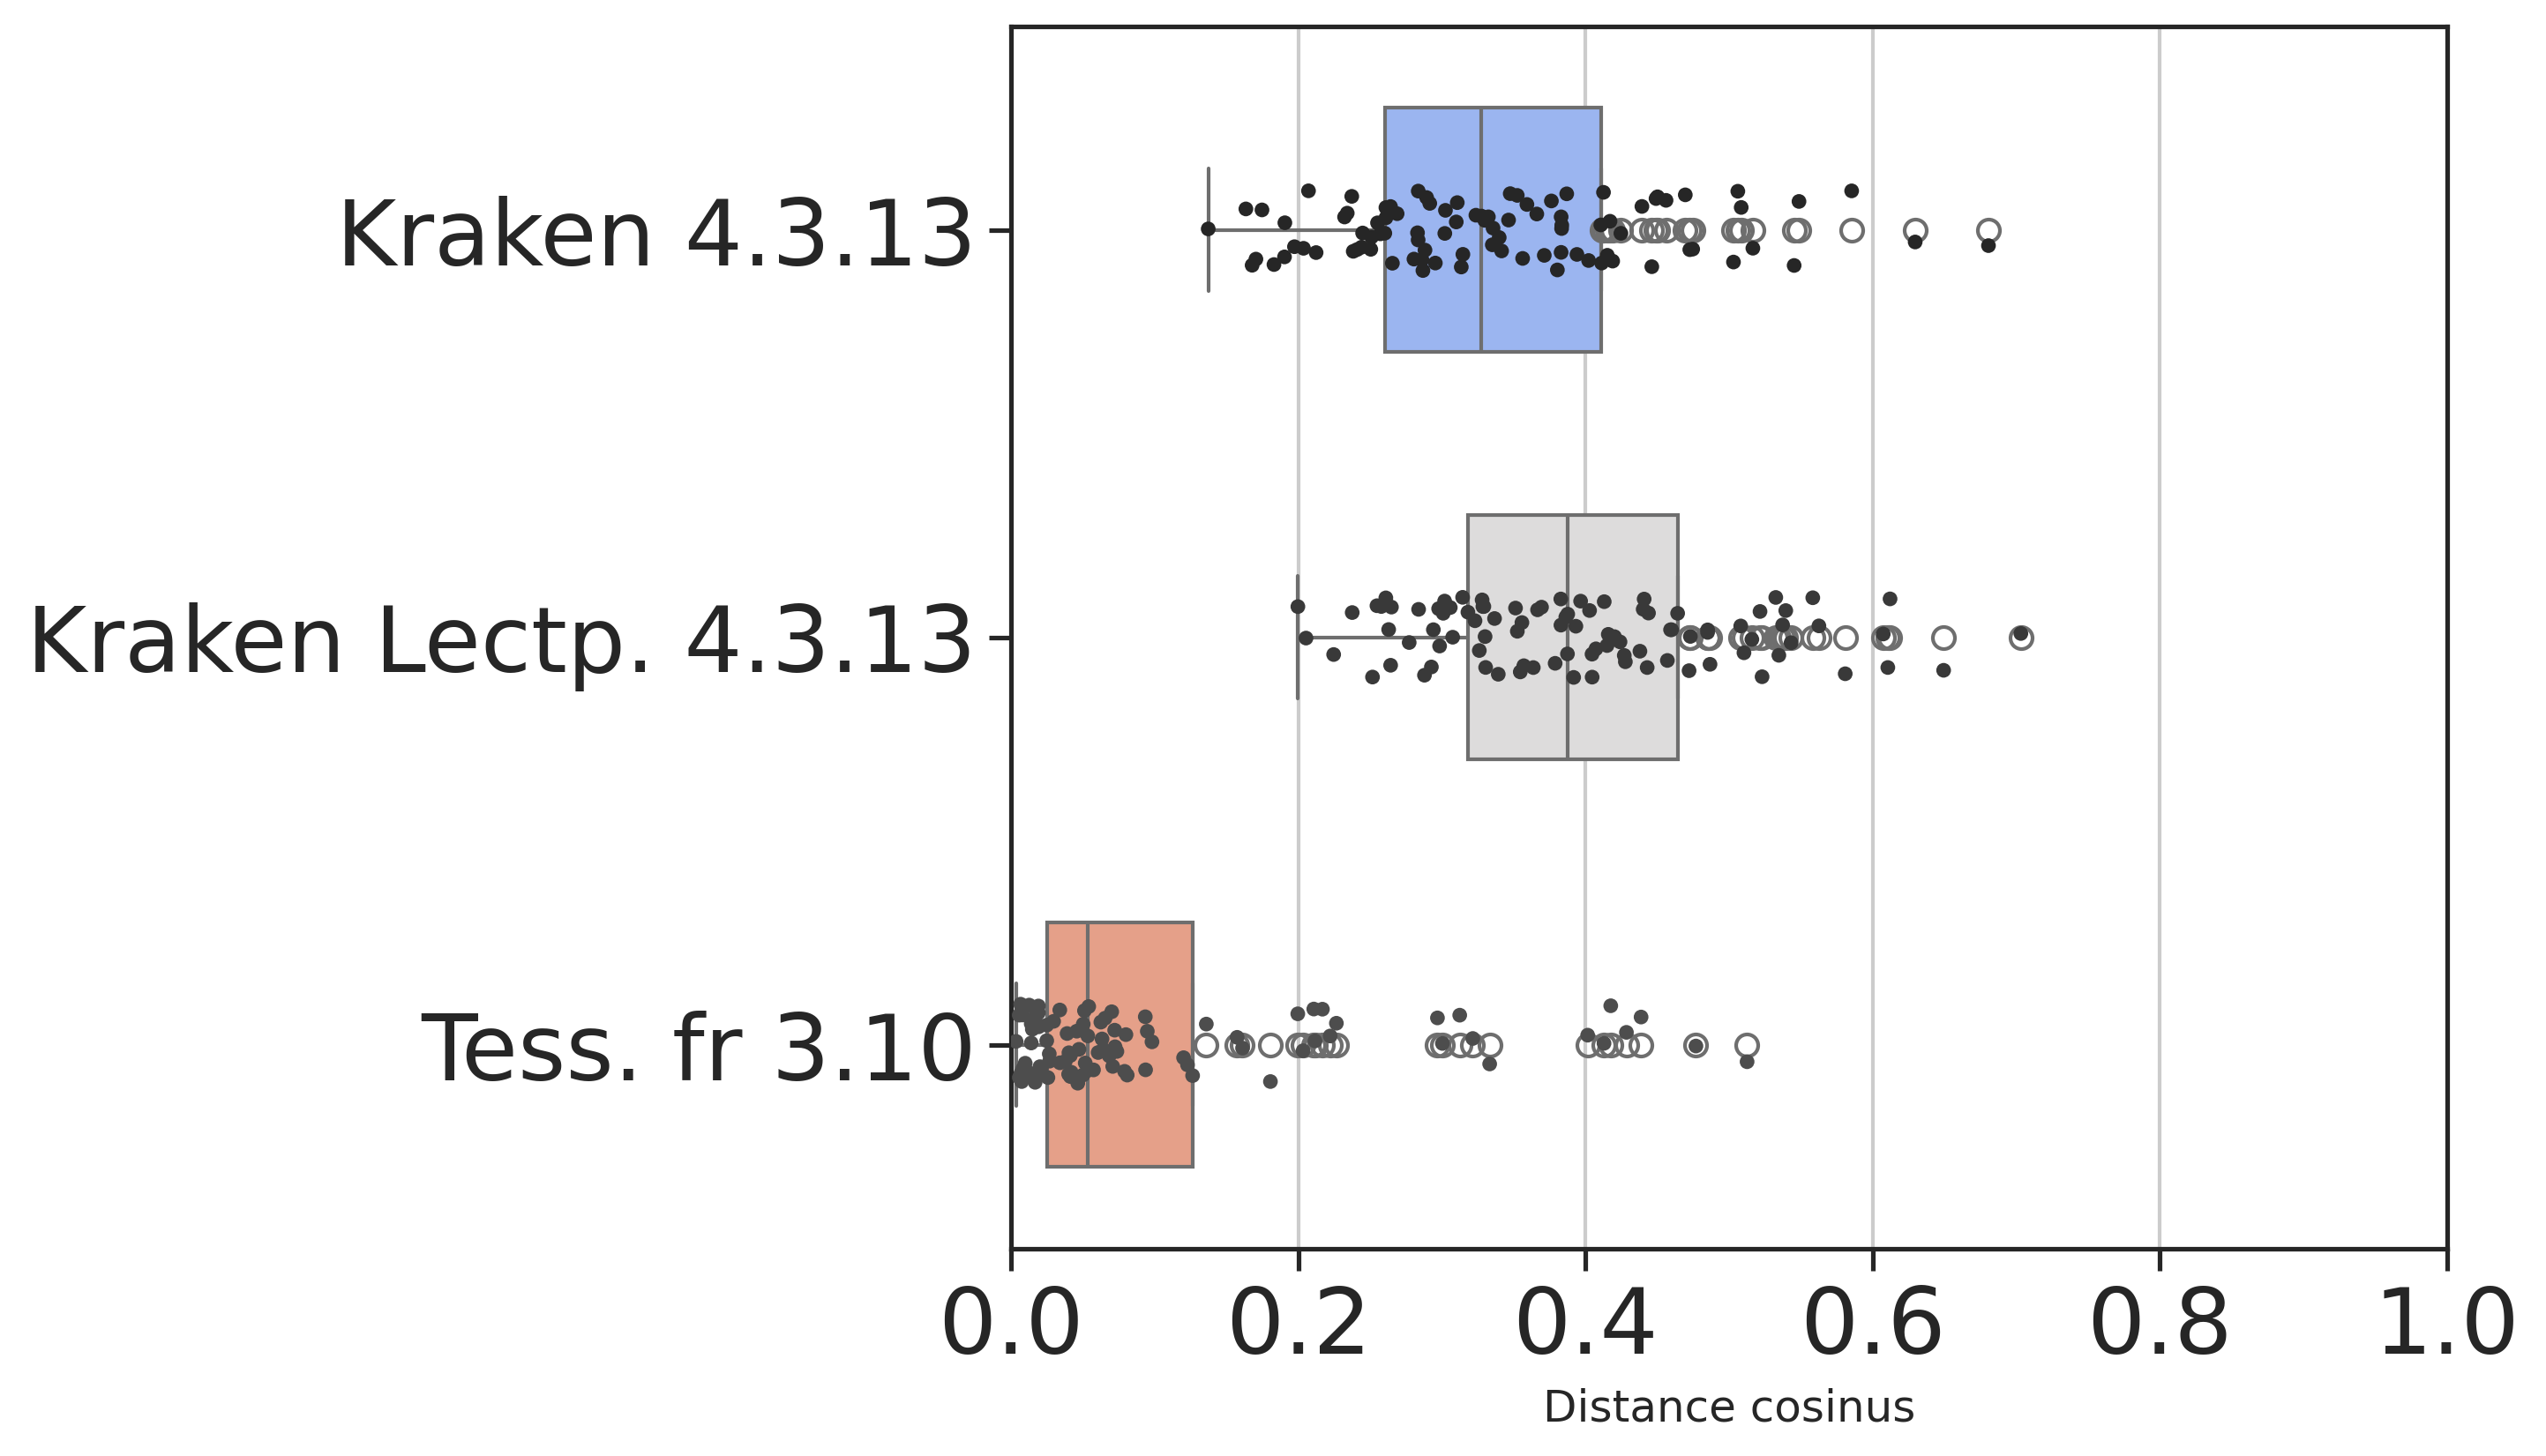 Kraken 4.3.13
Kraken Lectp. 4.3.13
Tess. fr 3.10
0.0 0.2 0.4 0.6 0.8 1.0
Distance cosinus